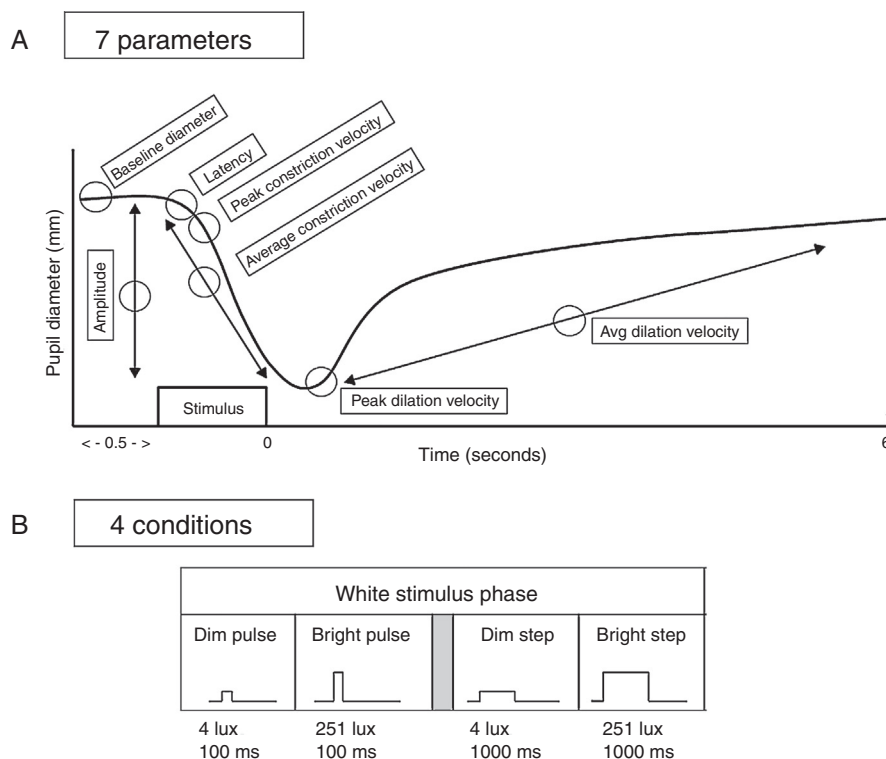 A
7 parameters
Baseline diameter
Latency
Peak constriction velocity
Average constriction velocity
Pupil diameter (mm)
Amplitude
Avg dilation velocity
Peak dilation velocity
Stimulus
< - 0.5 - >
0
6
Time (seconds)
B
4 conditions
White stimulus phase
Dim pulse
Bright pulse
Dim step
Bright step
4 lux
100 ms
251 lux
100 ms
4 lux
1000 ms
251 lux
1000 ms